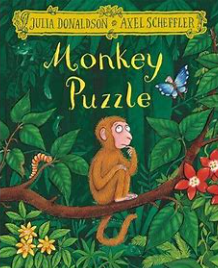 JULIA DONALDSON AXEL SCHEFFLER
Monkey
Puzzle